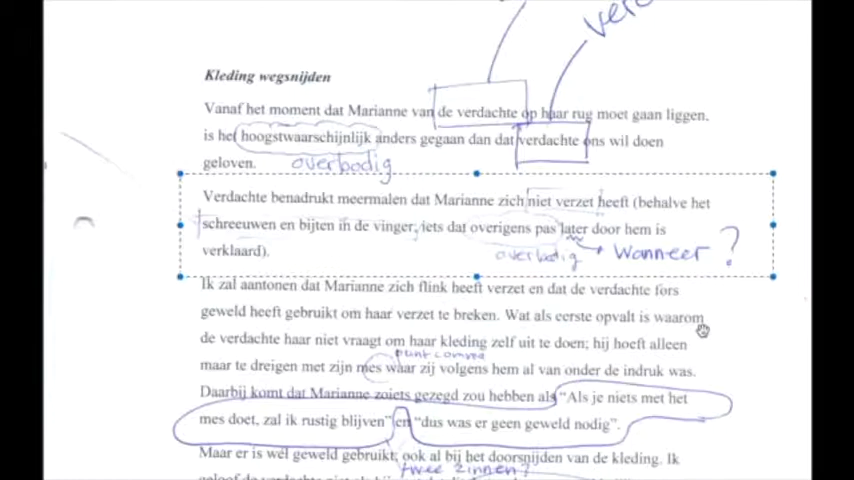 Kleding wegsnijden
Vanaf het moment dat Marianne van de verdachte op haar rug moet gaan liggen,
is het hoogstwaarschijnlijk anders gegaan dan dat verdachte ons wil doen
geloven. overbodig
Verdachte benadrukt meermalen dat Marianne zich niet verzet heeft (behalve het
schreeuwen en bijten in de vinger, iets dat overigens pas later door hem is
verklaard). overbodig Wanneer ?
Ik zal aantonen dat Marianne zich flink heeft verzet en dat de verdachte fors
geweld heeft gebruikt om haar verzet te breken. Wat als eerste opvalt is waarom
de verdachte haar niet vraagt om haar kleding zelf uit te doen; hij hoeft alleen
punt comma
maar te dreigen met zijn mes waar zij volgens hem al van onder de indruk was.
Daarbij komt dat Marianne zoiets gezegd zou hebben als “Als je niets met het
mes doet, zal ik rustig blijven” en “dus was er geen geweld nodig”.
Maar er is wél geweld gebruikt; ook al bij het doorsnijden van de kleding. Ik
twee zinnen?